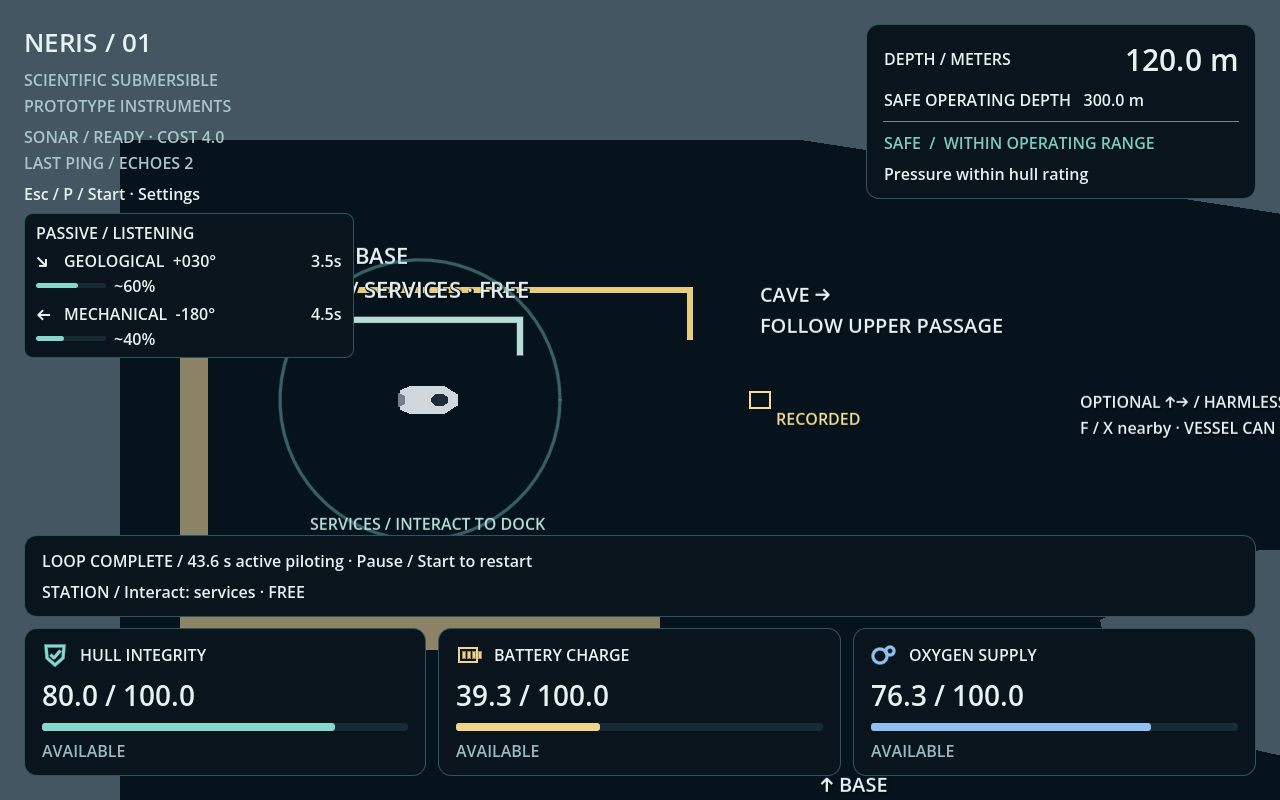 NERIS / 01
SCIENTIFIC SUBMERSIBLE
PROTOTYPE INSTRUMENTS
SONAR / READY · COST 4.0
LAST PING / ECHOES 2
Esc / P / Start · Settings
DEPTH / METERS 120.0 m
SAFE OPERATING DEPTH 300.0 m
SAFE / WITHIN OPERATING RANGE
Pressure within hull rating
PASSIVE / LISTENING
↘ GEOLOGICAL +030° 3.5s
~60%
← MECHANICAL -180° 4.5s
~40%
BASE
/ SERVICES · FREE
CAVE →
FOLLOW UPPER PASSAGE
RECORDED
OPTIONAL ↑→ / HARMLESS
F / X nearby · VESSEL CAN
SERVICES / INTERACT TO DOCK
LOOP COMPLETE / 43.6 s active piloting · Pause / Start to restart
STATION / Interact: services · FREE
HULL INTEGRITY
80.0 / 100.0
AVAILABLE
BATTERY CHARGE
39.3 / 100.0
AVAILABLE
OXYGEN SUPPLY
76.3 / 100.0
AVAILABLE
↑ BASE